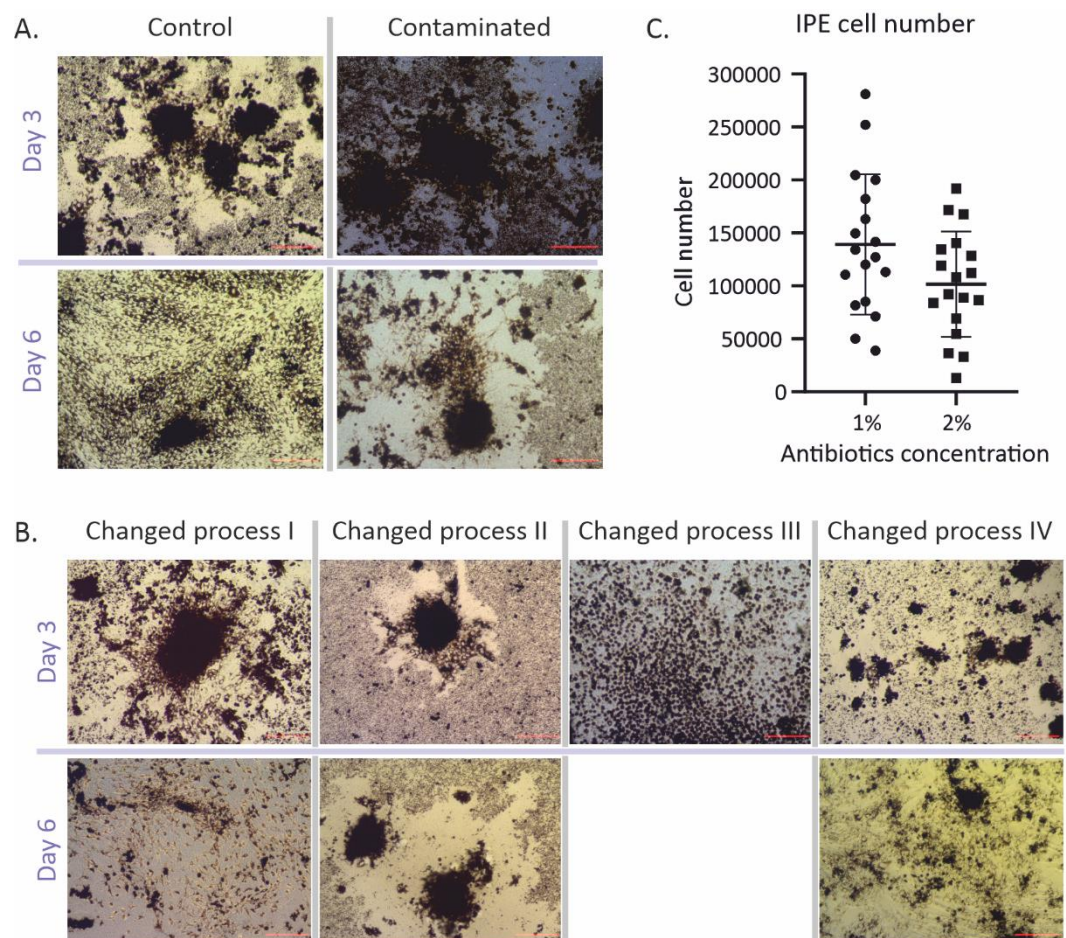 A.
Control
Contaminated
Day 3
Day 6
C.
IPE cell number
Cell number
300000
250000
200000
150000
100000
50000
0
1%
2%
Antibiotics concentration
B.
Changed process I
Changed process II
Changed process III
Changed process IV
Day 3
Day 6